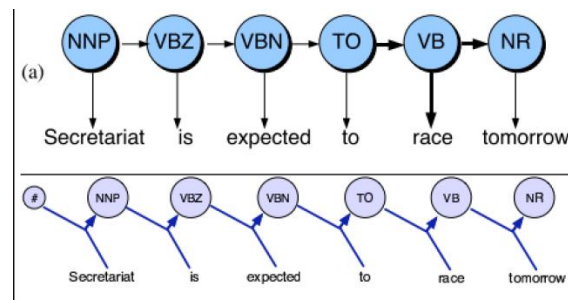 NNP VBZ VBN TO VB NR
(a)
Secretariat is expected to race tomorrow
# NNP VBZ VBN TO VB NR
Secretariat is expected to race tomorrow